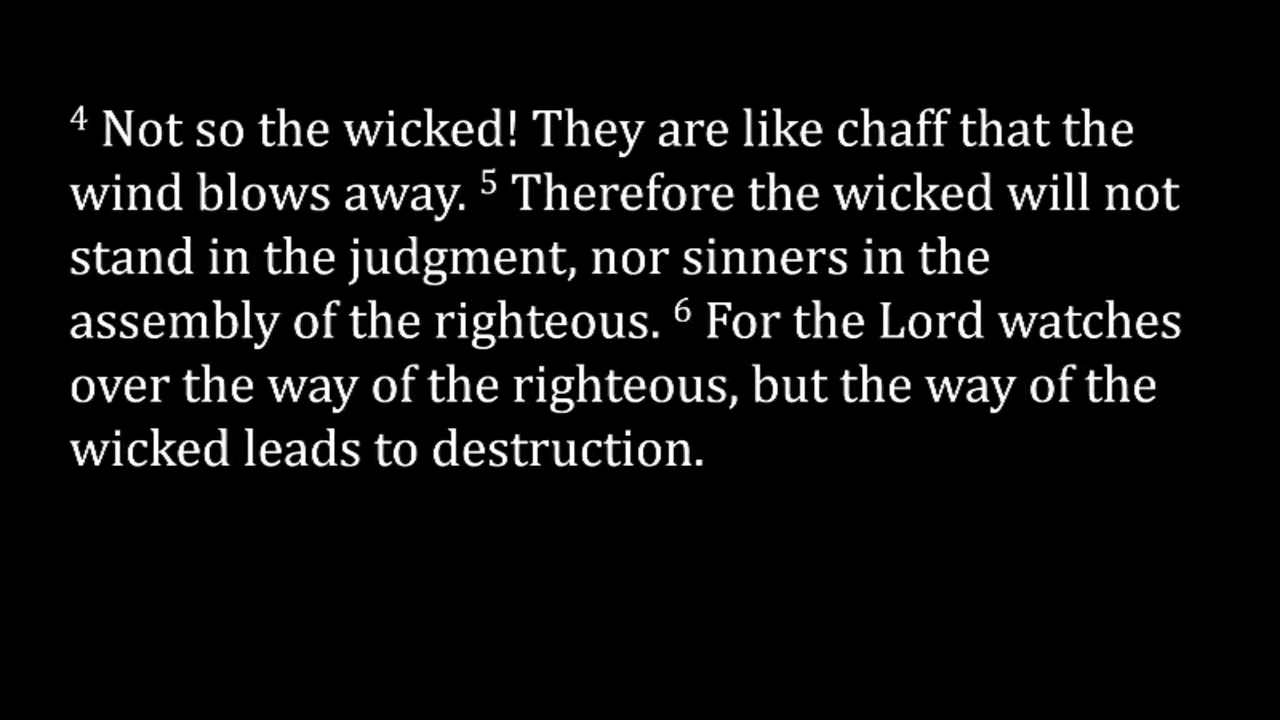 ⁴ Not so the wicked! They are like chaff that the
wind blows away. ⁵ Therefore the wicked will not
stand in the judgment, nor sinners in the
assembly of the righteous. ⁶ For the Lord watches
over the way of the righteous, but the way of the
wicked leads to destruction.